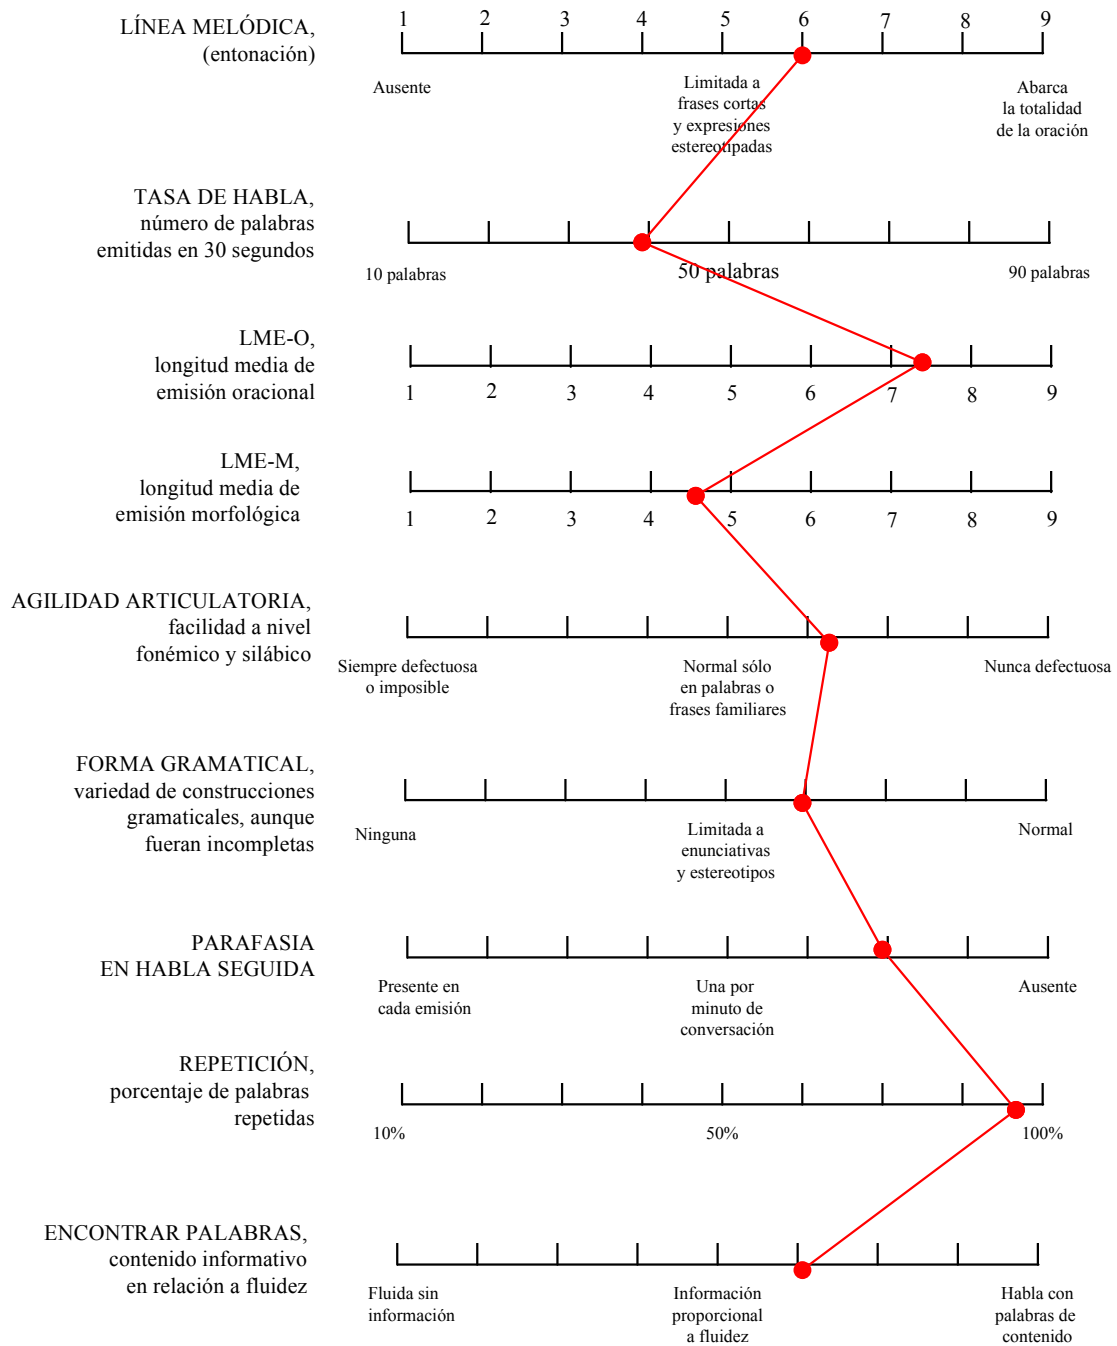 LÍNEA MELÓDICA,
(entonación)
1 2 3 4 5 6 7 8 9
Ausente
Limitada a
frases cortas
y expresiones
estereotipadas
Abarca
la totalidad
de la oración
TASA DE HABLA,
número de palabras
emitidas en 30 segundos
10 palabras
50 palabras
90 palabras
LME-O,
longitud media de
emisión oracional
1 2 3 4 5 6 7 8 9
LME-M,
longitud media de
emisión morfológica
1 2 3 4 5 6 7 8 9
AGILIDAD ARTICULATORIA,
facilidad a nivel
fonémico y silábico
Siempre defectuosa
o imposible
Normal sólo
en palabras o
frases familiares
Nunca defectuosa
FORMA GRAMATICAL,
variedad de construcciones
gramaticales, aunque
fueran incompletas
Ninguna
Limitada a
enunciativas
y estereotipos
Normal
PARAFASIA
EN HABLA SEGUIDA
Presente en
cada emisión
Una por
minuto de
conversación
Ausente
REPETICIÓN,
porcentaje de palabras
repetidas
10%
50%
100%
ENCONTRAR PALABRAS,
contenido informativo
en relación a fluidez
Fluida sin
información
Información
proporcional
a fluidez
Habla con
palabras de
contenido